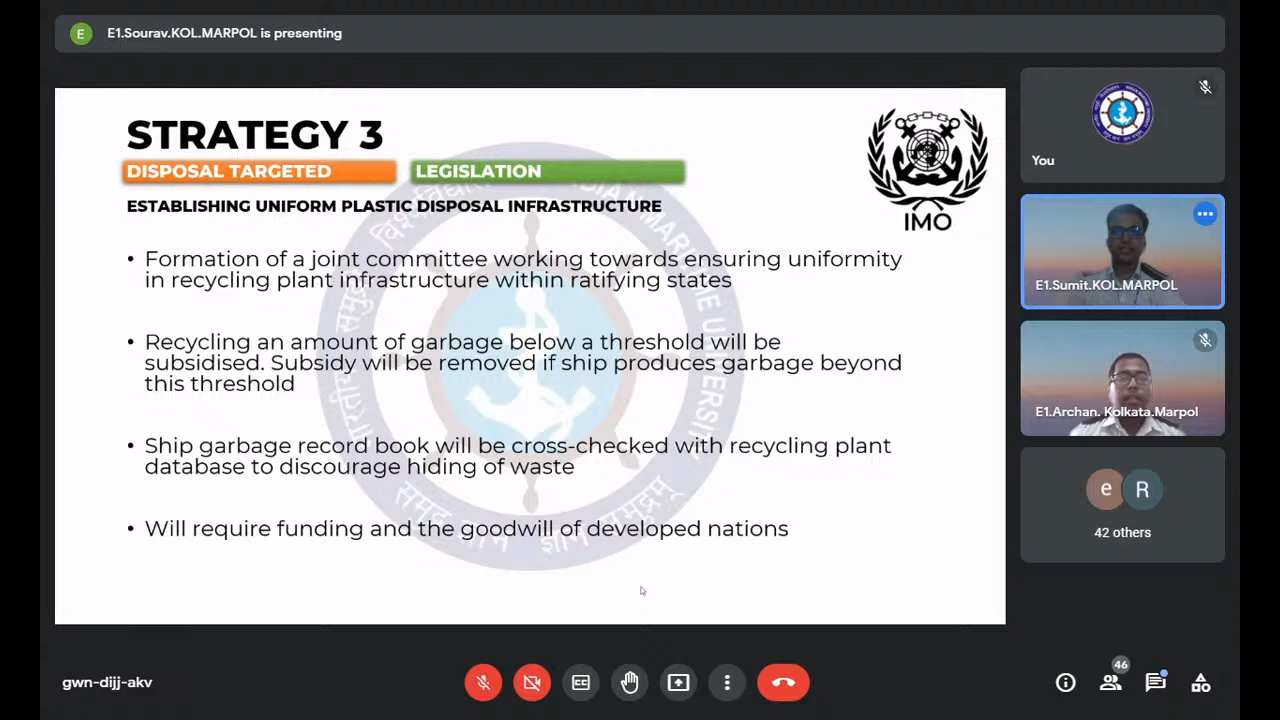 E
E1.Sourav.KOL.MARPOL is presenting
STRATEGY 3
DISPOSAL TARGETED
LEGISLATION
ESTABLISHING UNIFORM PLASTIC DISPOSAL INFRASTRUCTURE
IMO
• Formation of a joint committee working towards ensuring uniformity
in recycling plant infrastructure within ratifying states
• Recycling an amount of garbage below a threshold will be
subsidised. Subsidy will be removed if ship produces garbage beyond
this threshold
• Ship garbage record book will be cross-checked with recycling plant
database to discourage hiding of waste
• Will require funding and the goodwill of developed nations
You
E1.Sumit.KOL.MARPOL
E1.Archan. Kolkata.Marpol
e R
42 others
gwn-dijj-akv
CC
46